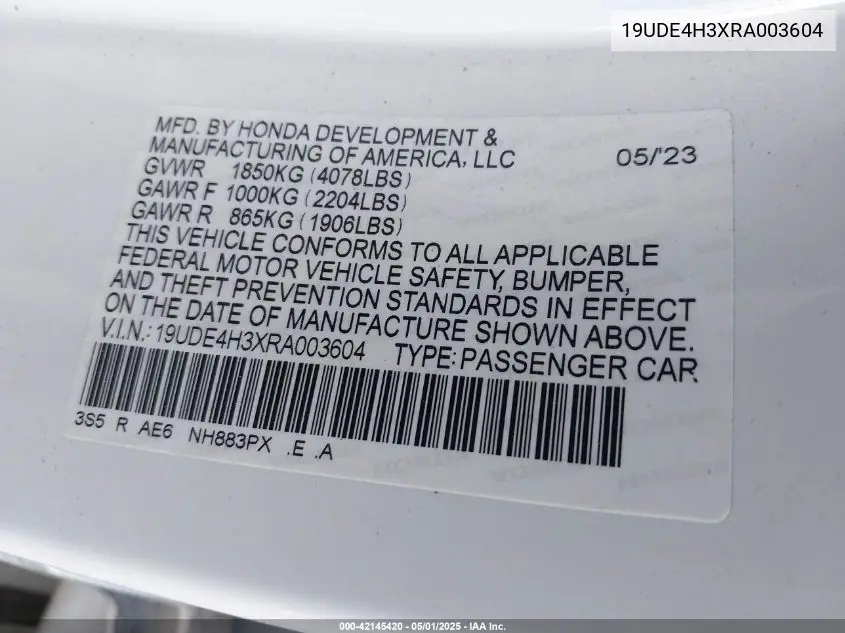 19UDE4H3XRA003604
MFD. BY HONDA DEVELOPMENT &
MANUFACTURING OF AMERICA, LLC 05/'23
GVWR 1850KG (4078LBS)
GAWR F 1000KG (2204LBS)
GAWR R 865KG (1906LBS)
THIS VEHICLE CONFORMS TO ALL APPLICABLE
FEDERAL MOTOR VEHICLE SAFETY, BUMPER,
AND THEFT PREVENTION STANDARDS IN EFFECT
ON THE DATE OF MANUFACTURE SHOWN ABOVE.
V.I.N.: 19UDE4H3XRA003604 TYPE: PASSENGER CAR
3S5 R AE6 NH883PX .E .A
000-42145420 - 05/01/2025 - IAA Inc.